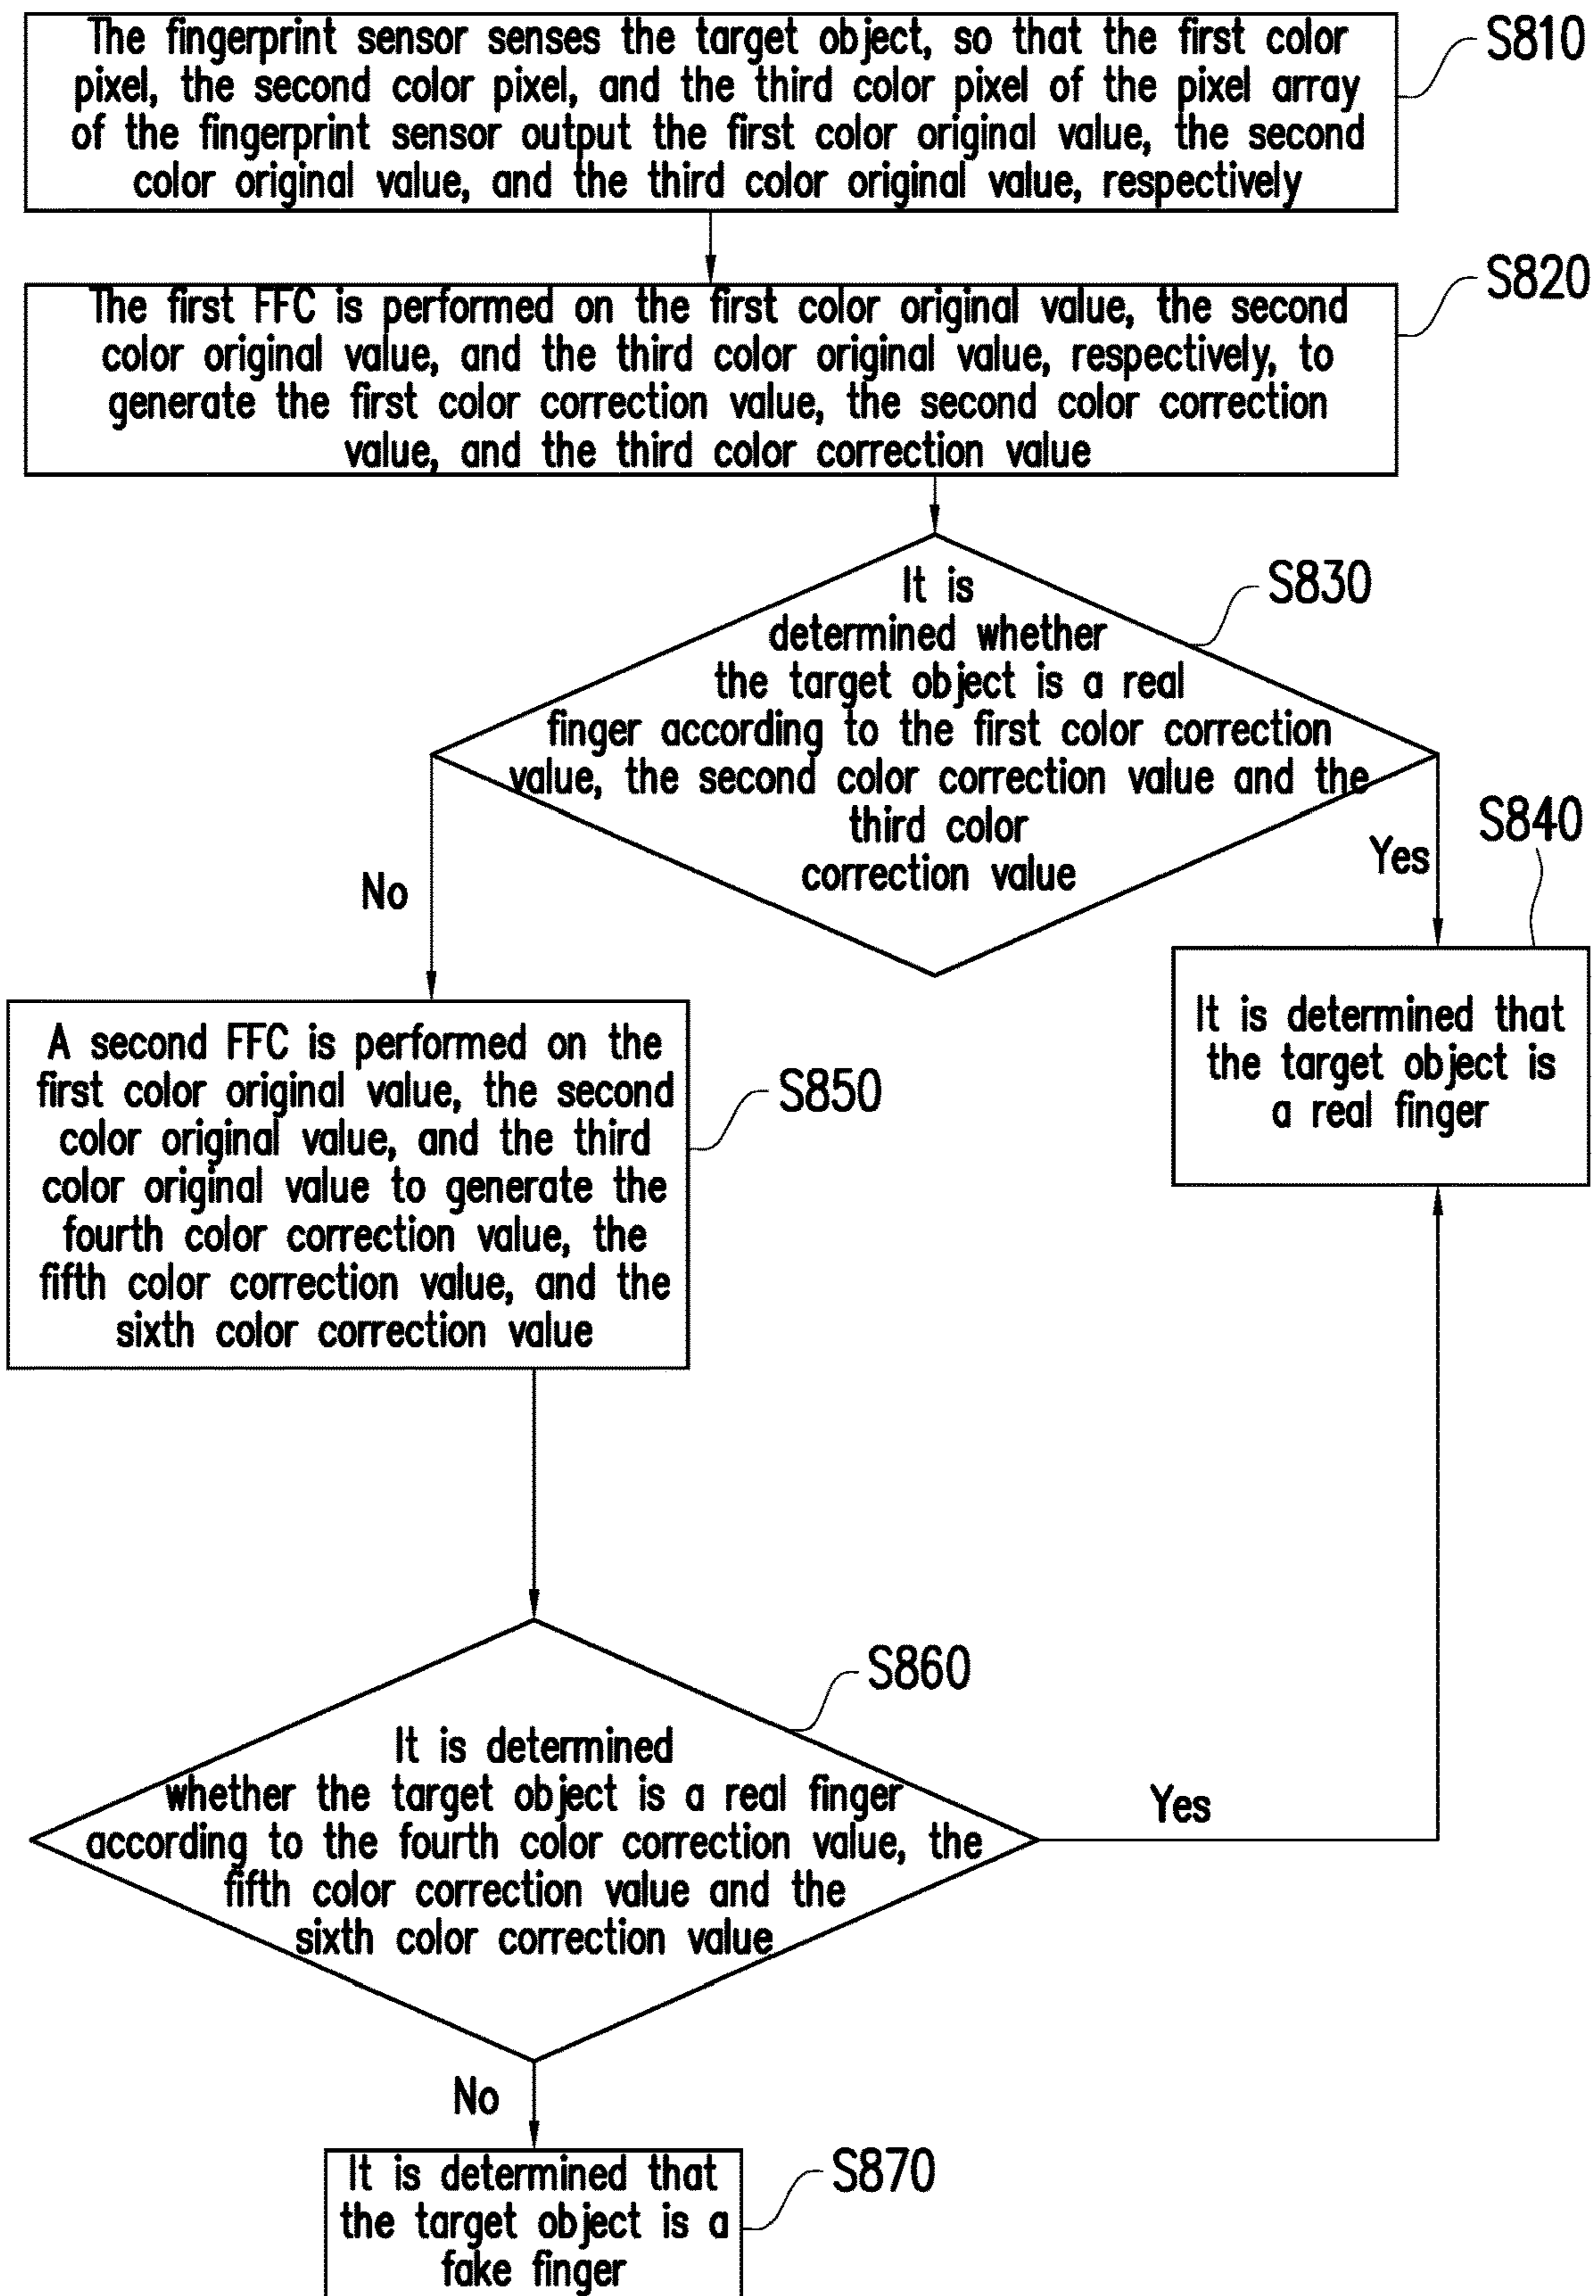 The fingerprint sensor senses the target object, so that the first color
pixel, the second color pixel, and the third color pixel of the pixel array
of the fingerprint sensor output the first color original value, the second
color original value, and the third color original value, respectively
S810
The first FFC is performed on the first color original value, the second
color original value, and the third color original value, respectively, to
generate the first color correction value, the second color correction
value, and the third color correction value
S820
It is
determined whether
the target object is a real
finger according to the first color correction
value, the second color correction value and the
third color
correction value
S830
No
Yes
S840
It is determined that
the target object is
a real finger
A second FFC is performed on the
first color original value, the second
color original value, and the third
color original value to generate the
fourth color correction value, the
fifth color correction value, and the
sixth color correction value
S850
It is determined
whether the target object is a real finger
according to the fourth color correction value, the
fifth color correction value and the
sixth color correction value
S860
Yes
No
It is determined that
the target object is a
fake finger
S870